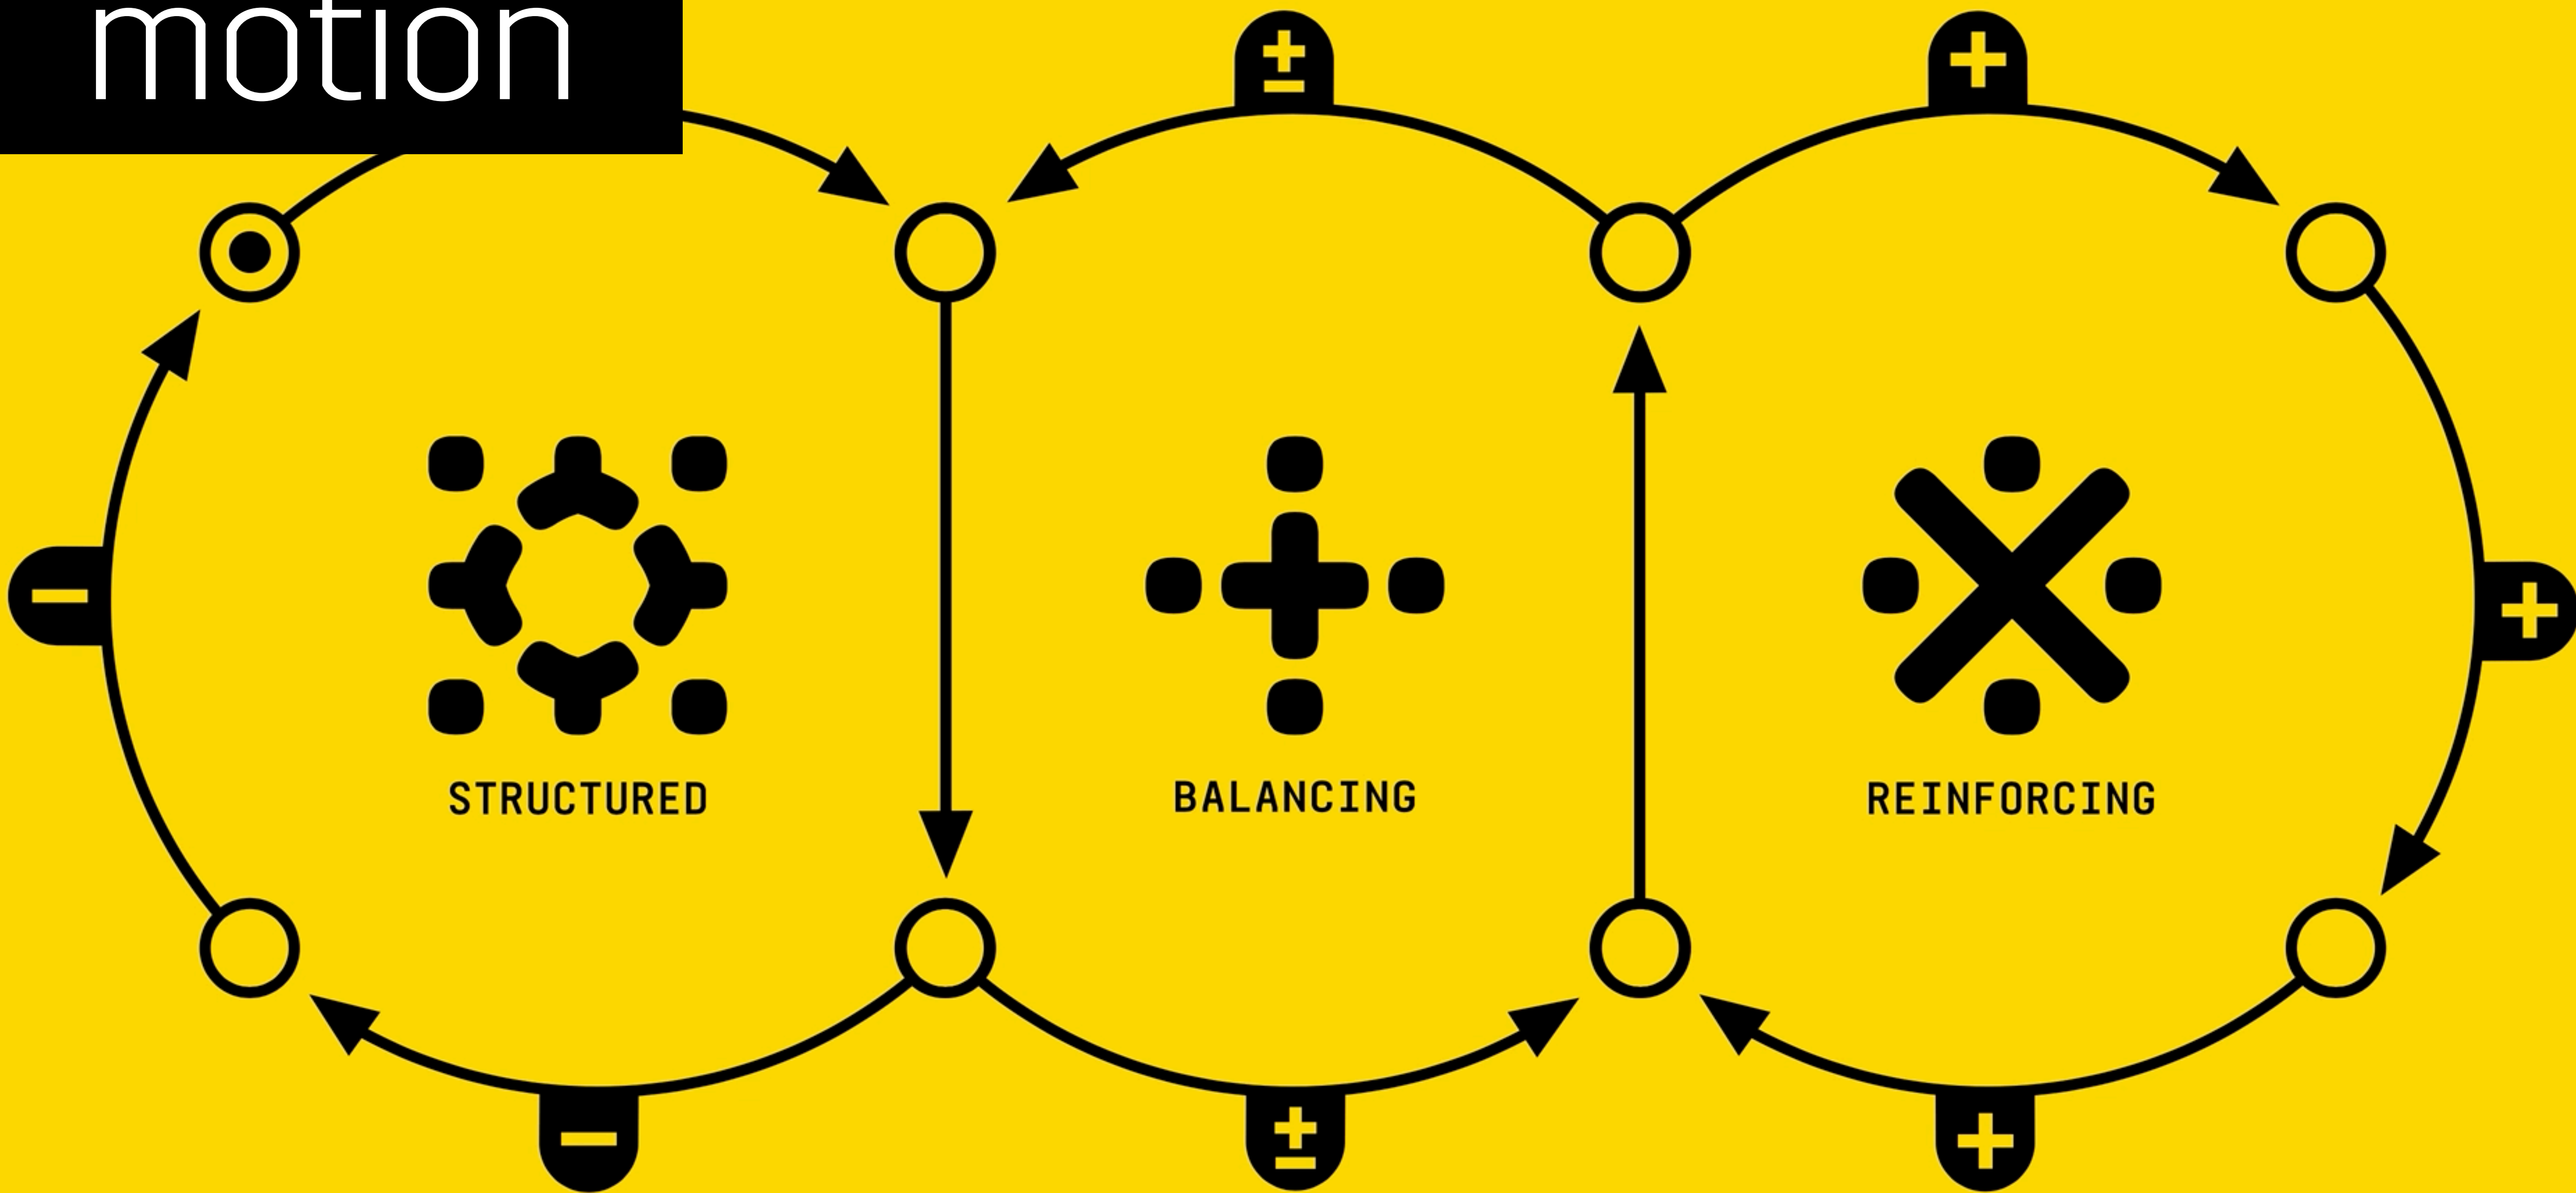 motion
±
+
−
+
STRUCTURED
BALANCING
REINFORCING
−
±
+